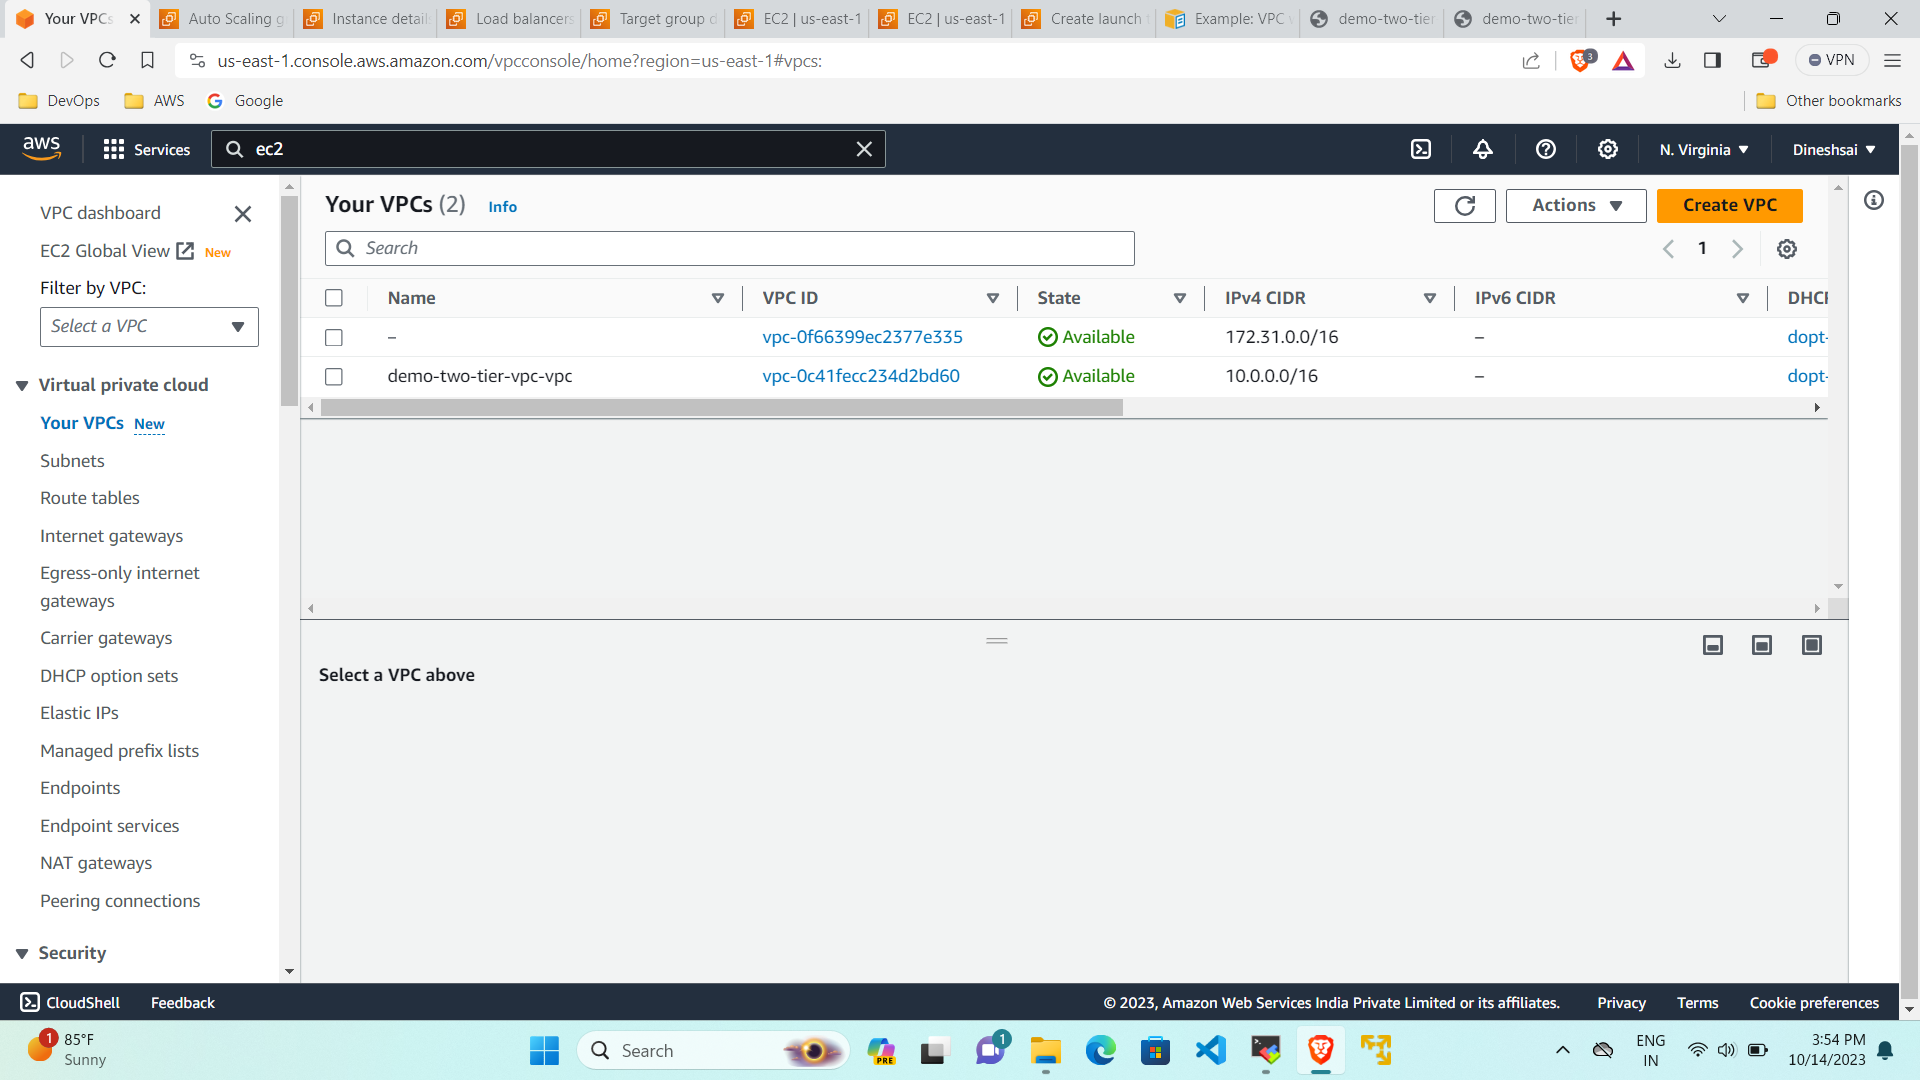 Your VPCs
Auto Scaling g
Instance details
Load balancers
Target group d
EC2 | us-east-1
EC2 | us-east-1
Create launch t
Example: VPC w
demo-two-tier
demo-two-tier
us-east-1.console.aws.amazon.com/vpcconsole/home?region=us-east-1#vpcs:
3
VPN
DevOps
AWS
Google
Other bookmarks
aws
Services
ec2
N. Virginia
Dineshsai
VPC dashboard
EC2 Global View New
Filter by VPC:
Select a VPC
Virtual private cloud
Your VPCs New
Subnets
Route tables
Internet gateways
Egress-only internet
gateways
Carrier gateways
DHCP option sets
Elastic IPs
Managed prefix lists
Endpoints
Endpoint services
NAT gateways
Peering connections
Security
Your VPCs (2) Info
Actions
Create VPC
Search
1
Name VPC ID State IPv4 CIDR IPv6 CIDR DHCP
– vpc-0f66399ec2377e335 Available 172.31.0.0/16 – dopt-
demo-two-tier-vpc-vpc vpc-0c41fecc234d2bd60 Available 10.0.0.0/16 – dopt-
Select a VPC above
CloudShell
Feedback
© 2023, Amazon Web Services India Private Limited or its affiliates.
Privacy
Terms
Cookie preferences
1
85°F
Sunny
Search
PRE
1
ENG
IN
3:54 PM
10/14/2023